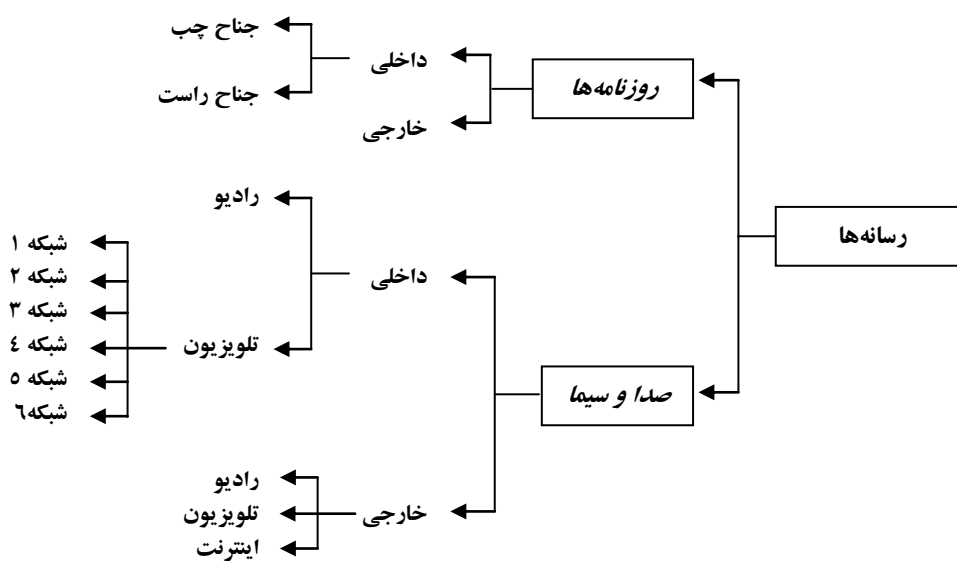 رسانه‌ها
روزنامه‌ها
داخلی
جناح چپ
جناح راست
خارجی
صدا و سیما
داخلی
رادیو
تلویزیون
شبکه ۱
شبکه ۲
شبکه ۳
شبکه ٤
شبکه ٥
شبکه٦
خارجی
رادیو
تلویزیون
اینترنت